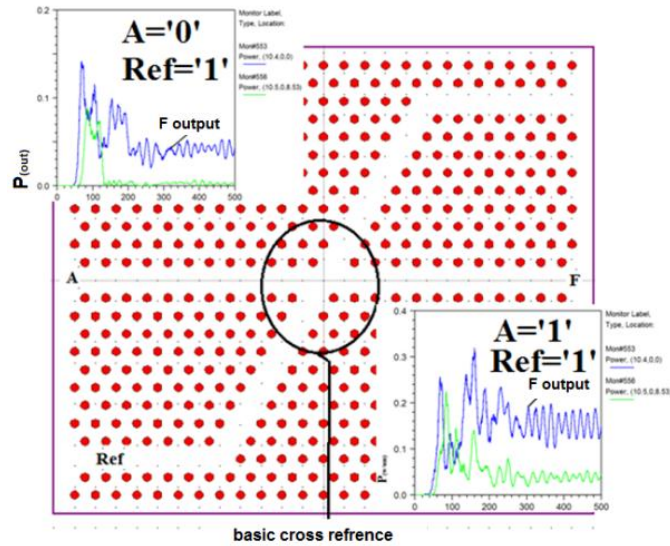 A='0'
Ref='1'
Monitor Label,
Type, Location:
Mon#553
Power, (10.4,0.0)
Mon#556
Power, (10.5,0.8.53)
F output
P(out)
0.2
0.1
0.0
0 100 200 300 400 500
A
F
Ref
A='1'
Ref='1'
Monitor Label,
Type, Location:
Mon#553
Power, (10.4,0.0)
Mon#556
Power, (10.5,0.8.53)
F output
0.4
0.3
0.2
0.1
0.0
0 100 200 300 400 500
basic cross refrence